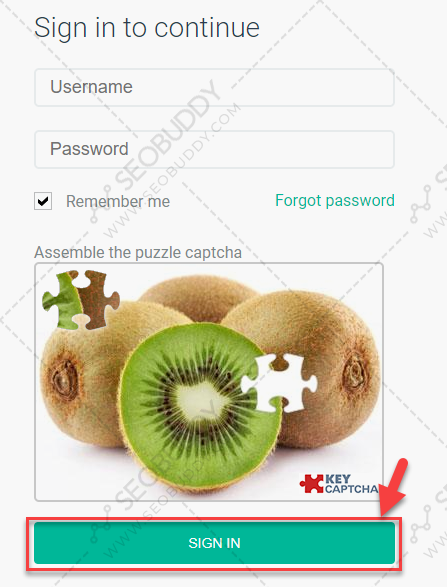 Sign in to continue
Username
Password
Remember me
Forgot password
Assemble the puzzle captcha
KEY
CAPTCHA
SIGN IN
SEOBUDDY
WWW.SEOBUDDY.COM